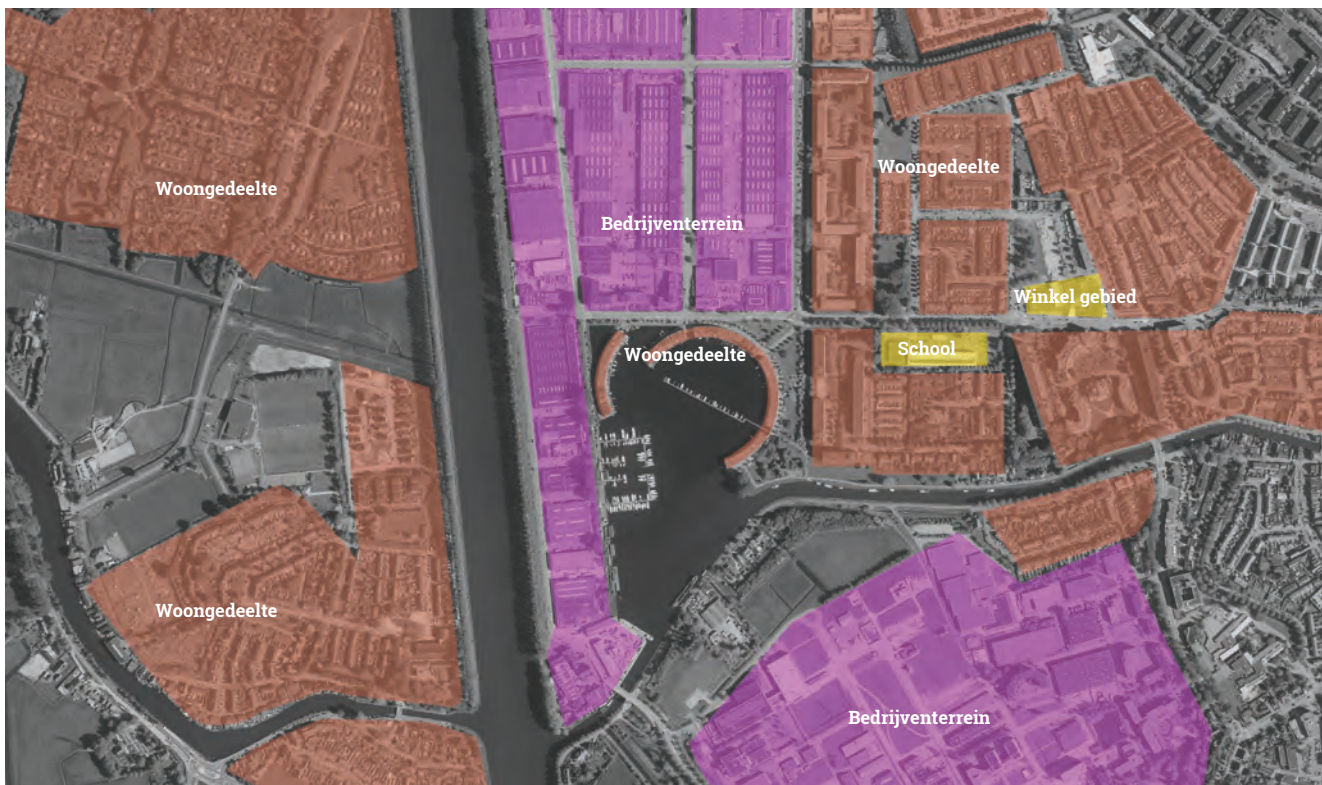 Woongedeelte
Woongedeelte
Bedrijventerrein
Winkel gebied
School
Woongedeelte
Woongedeelte
Bedrijventerrein